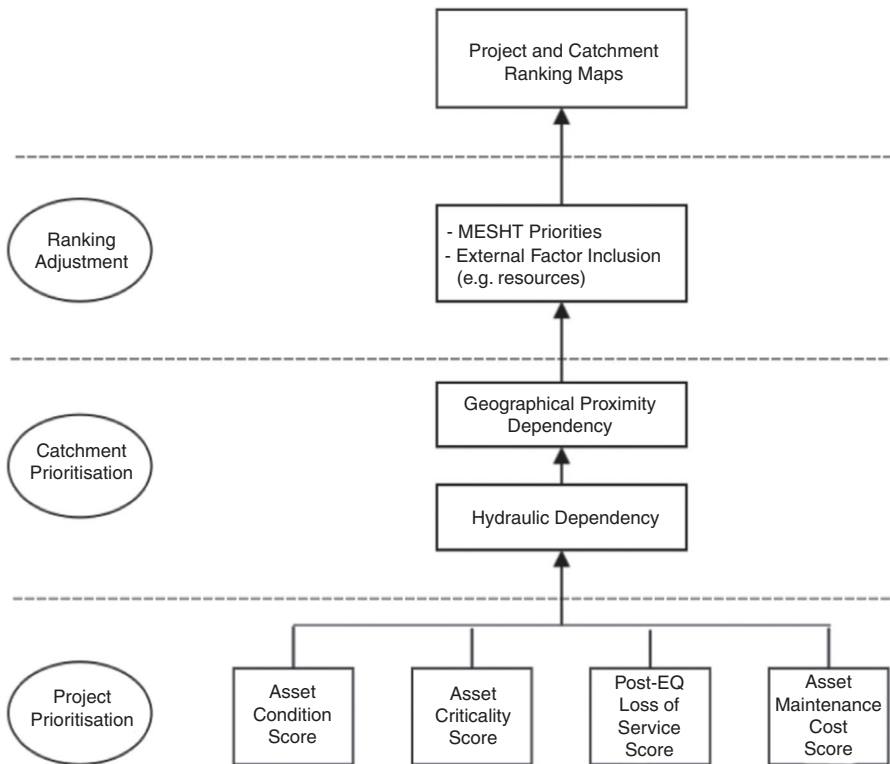 Project and Catchment
Ranking Maps
Ranking
Adjustment
- MESHT Priorities
- External Factor Inclusion
(e.g. resources)
Catchment
Prioritisation
Geographical Proximity
Dependency
Hydraulic Dependency
Project
Prioritisation
Asset
Condition
Score
Asset
Criticality
Score
Post-EQ
Loss of
Service
Score
Asset
Maintenance
Cost
Score